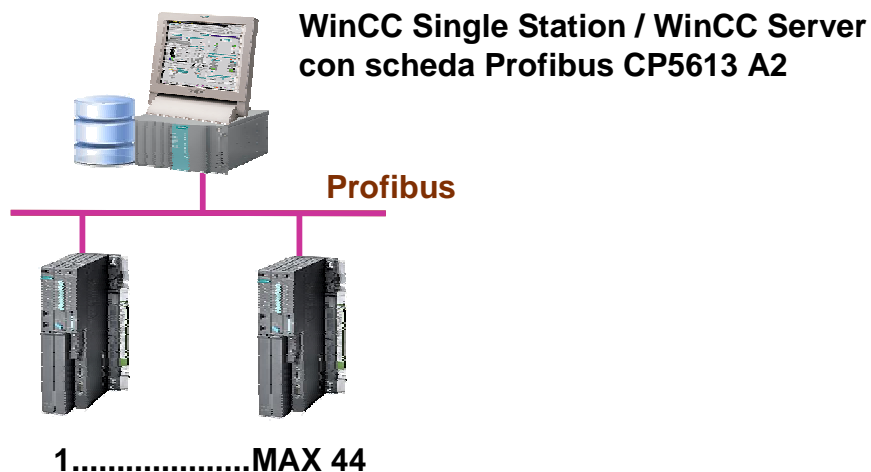 WinCC Single Station / WinCC Server
con scheda Profibus CP5613 A2
Profibus
1....................MAX 44